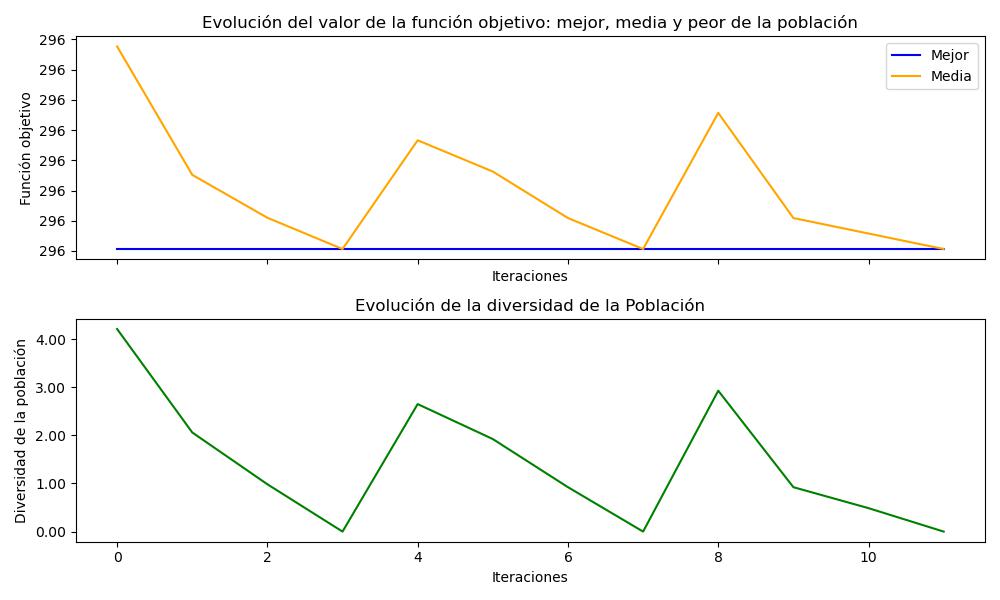 Evolución del valor de la función objetivo: mejor, media y peor de la población
296
296
296
296
296
296
296
296
Función objetivo
Mejor
Media
Iteraciones
Evolución de la diversidad de la Población
4.00
3.00
2.00
1.00
0.00
Diversidad de la población
0 2 4 6 8 10
Iteraciones